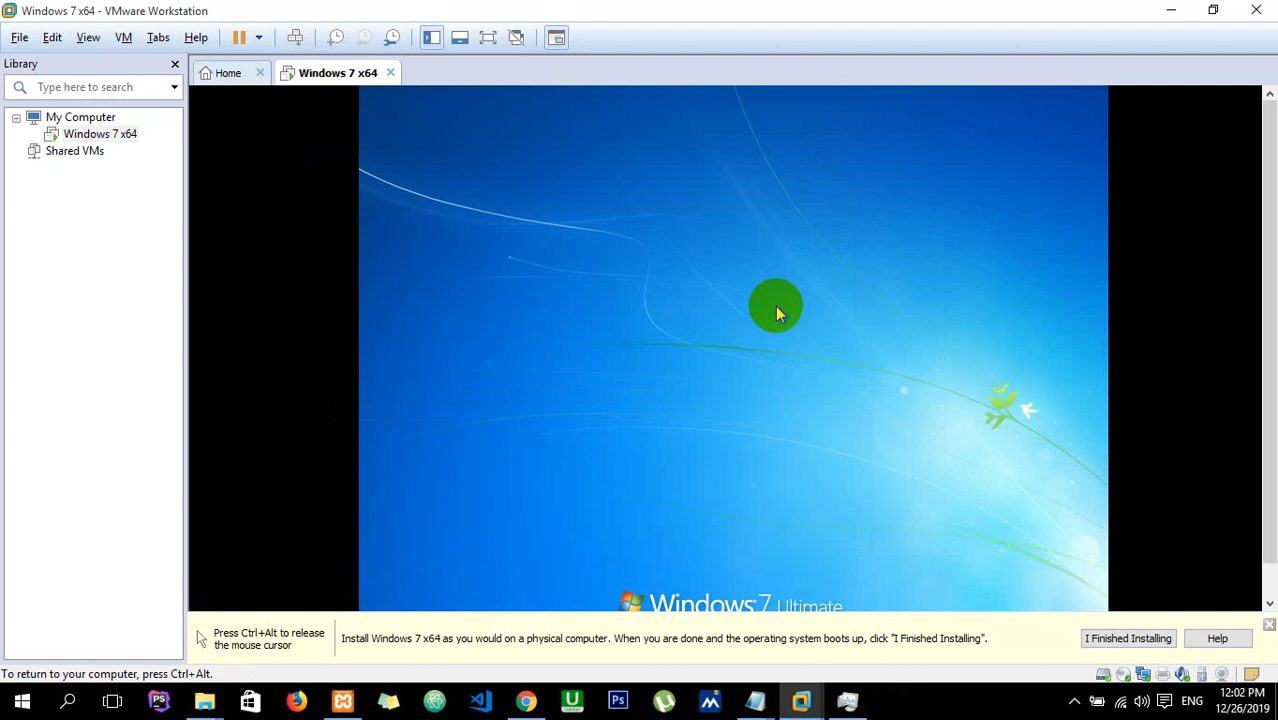 Windows 7 x64 - VMware Workstation
File Edit View VM Tabs Help
Library
Type here to search
My Computer
Windows 7 x64
Shared VMs
Home
Windows 7 x64
Windows 7 Ultimate
Press Ctrl+Alt to release
the mouse cursor
Install Windows 7 x64 as you would on a physical computer. When you are done and the operating system boots up, click "I Finished Installing".
I Finished Installing
Help
To return to your computer, press Ctrl+Alt.
PS
U
Ps
ENG
12:02 PM
12/26/2019